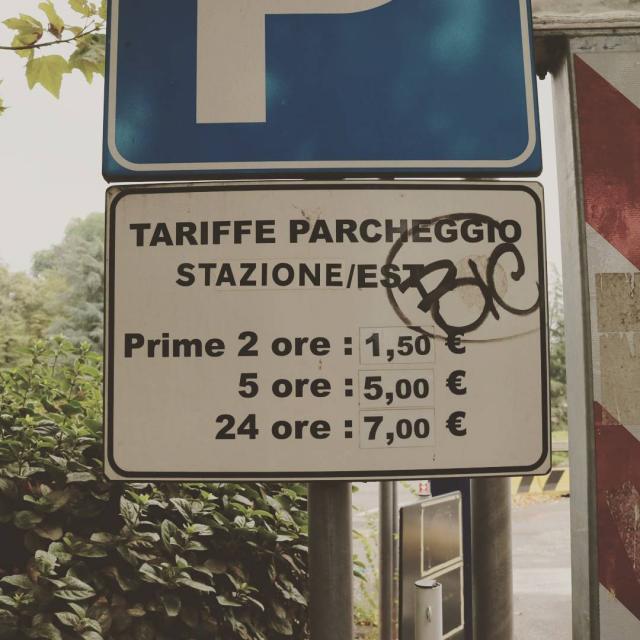 P
TARIFFE PARCHEGGIO
STAZIONE/EST
Prime 2 ore : 1,50 €
5 ore : 5,00 €
24 ore : 7,00 €